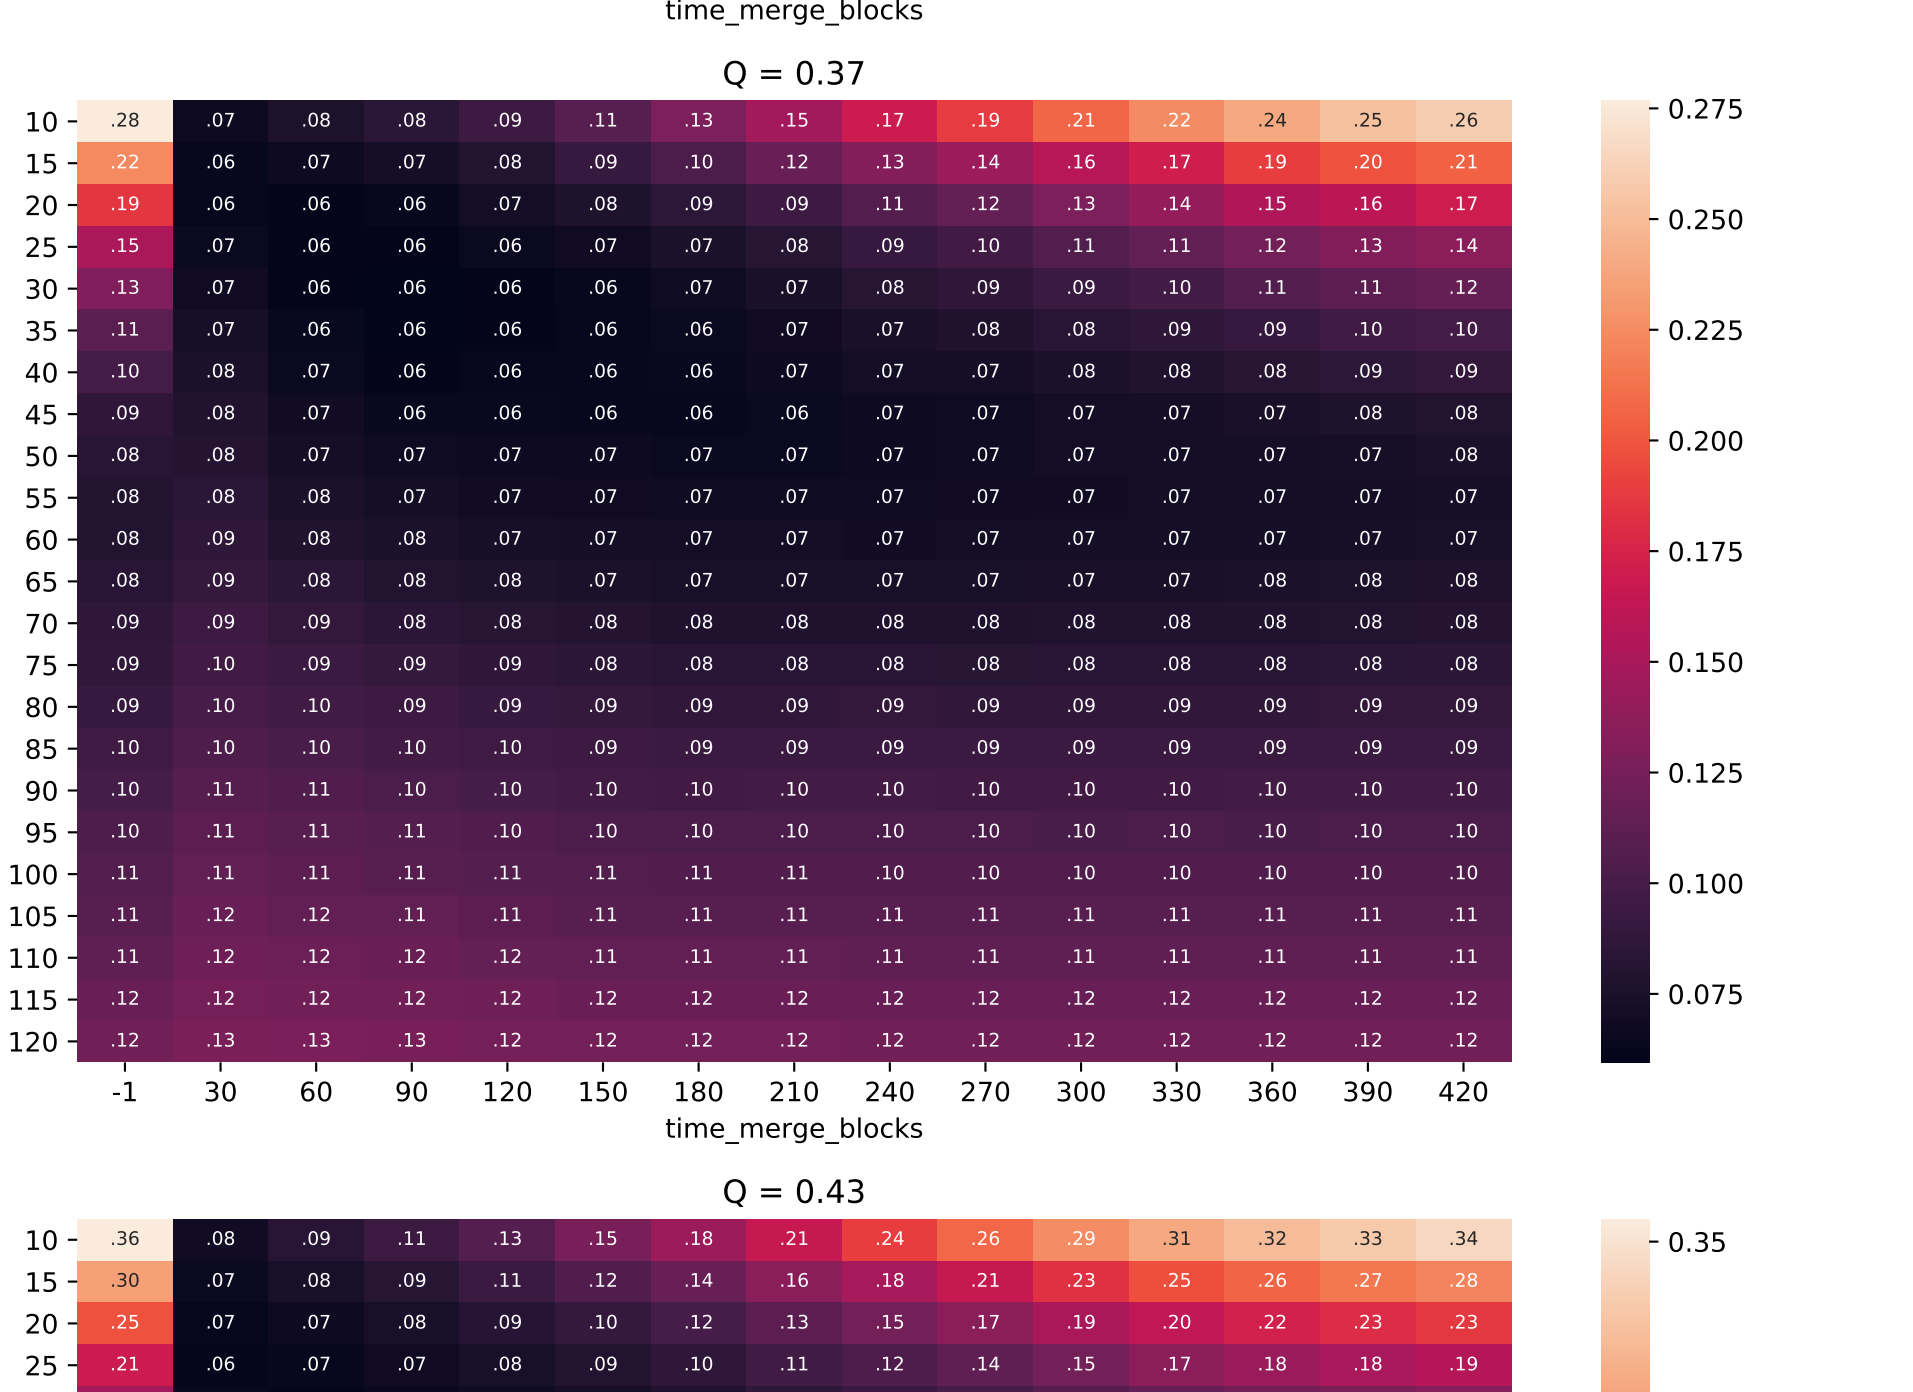 time_merge_blocks
Q = 0.37
10 .28 .07 .08 .08 .09 .11 .13 .15 .17 .19 .21 .22 .24 .25 .26 0.275
15 .22 .06 .07 .07 .08 .09 .10 .12 .13 .14 .16 .17 .19 .20 .21
20 .19 .06 .06 .06 .07 .08 .09 .09 .11 .12 .13 .14 .15 .16 .17 0.250
25 .15 .07 .06 .06 .06 .07 .07 .08 .09 .10 .11 .11 .12 .13 .14
30 .13 .07 .06 .06 .06 .06 .07 .07 .08 .09 .09 .10 .11 .11 .12
35 .11 .07 .06 .06 .06 .06 .06 .07 .07 .08 .08 .09 .09 .10 .10 0.225
40 .10 .08 .07 .06 .06 .06 .06 .07 .07 .07 .08 .08 .08 .09 .09
45 .09 .08 .07 .06 .06 .06 .06 .06 .07 .07 .07 .07 .07 .08 .08 0.200
50 .08 .08 .07 .07 .07 .07 .07 .07 .07 .07 .07 .07 .07 .07 .08
55 .08 .08 .08 .07 .07 .07 .07 .07 .07 .07 .07 .07 .07 .07 .07
60 .08 .09 .08 .08 .07 .07 .07 .07 .07 .07 .07 .07 .07 .07 .07 0.175
65 .08 .09 .08 .08 .08 .07 .07 .07 .07 .07 .07 .07 .08 .08 .08
70 .09 .09 .09 .08 .08 .08 .08 .08 .08 .08 .08 .08 .08 .08 .08
75 .09 .10 .09 .09 .09 .08 .08 .08 .08 .08 .08 .08 .08 .08 .08 0.150
80 .09 .10 .10 .09 .09 .09 .09 .09 .09 .09 .09 .09 .09 .09 .09
85 .10 .10 .10 .10 .10 .09 .09 .09 .09 .09 .09 .09 .09 .09 .09 0.125
90 .10 .11 .11 .10 .10 .10 .10 .10 .10 .10 .10 .10 .10 .10 .10
95 .10 .11 .11 .11 .10 .10 .10 .10 .10 .10 .10 .10 .10 .10 .10
100 .11 .11 .11 .11 .11 .11 .11 .11 .10 .10 .10 .10 .10 .10 .10 0.100
105 .11 .12 .12 .11 .11 .11 .11 .11 .11 .11 .11 .11 .11 .11 .11
110 .11 .12 .12 .12 .12 .11 .11 .11 .11 .11 .11 .11 .11 .11 .11
115 .12 .12 .12 .12 .12 .12 .12 .12 .12 .12 .12 .12 .12 .12 .12 0.075
120 .12 .13 .13 .13 .12 .12 .12 .12 .12 .12 .12 .12 .12 .12 .12
-1 30 60 90 120 150 180 210 240 270 300 330 360 390 420
time_merge_blocks
Q = 0.43
10 .36 .08 .09 .11 .13 .15 .18 .21 .24 .26 .29 .31 .32 .33 .34 0.35
15 .30 .07 .08 .09 .11 .12 .14 .16 .18 .21 .23 .25 .26 .27 .28
20 .25 .07 .07 .08 .09 .10 .12 .13 .15 .17 .19 .20 .22 .23 .23
25 .21 .06 .07 .07 .08 .09 .10 .11 .12 .14 .15 .17 .18 .18 .19